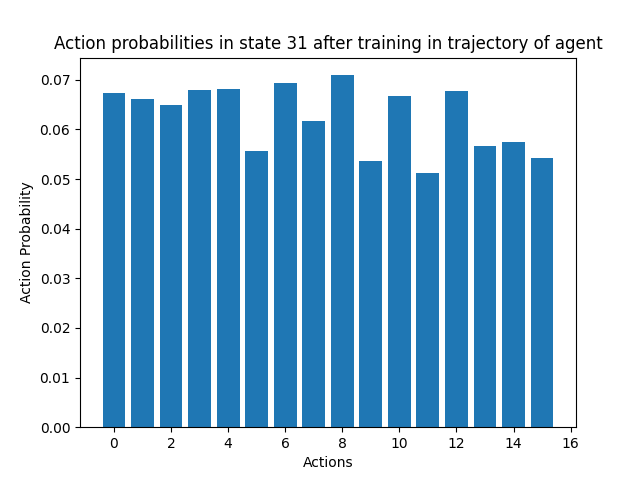 Action probabilities in state 31 after training in trajectory of agent
Action Probability
0.07
0.06
0.05
0.04
0.03
0.02
0.01
0.00
0 2 4 6 8 10 12 14 16
Actions